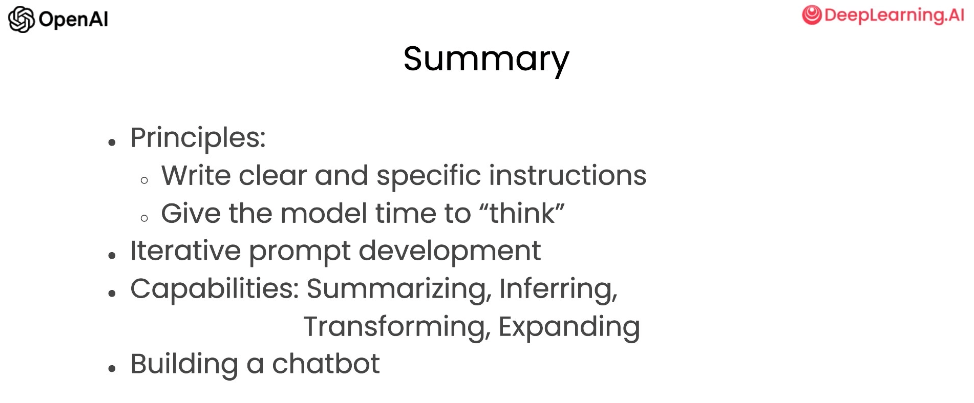 OpenAI
DeepLearning.AI
Summary
• Principles:
◦ Write clear and specific instructions
◦ Give the model time to “think”
• Iterative prompt development
• Capabilities: Summarizing, Inferring,
Transforming, Expanding
• Building a chatbot